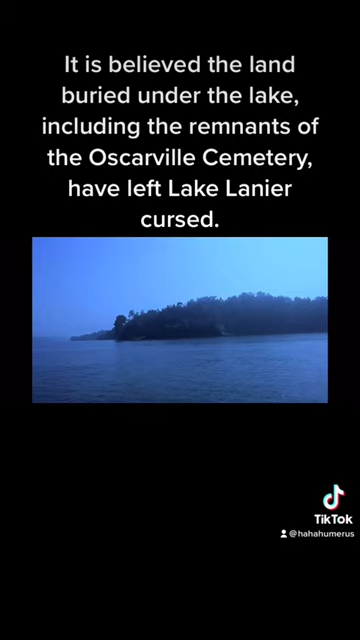 It is believed the land
buried under the lake,
including the remnants of
the Oscarville Cemetery,
have left Lake Lanier
cursed.
TikTok
@hahahumerus